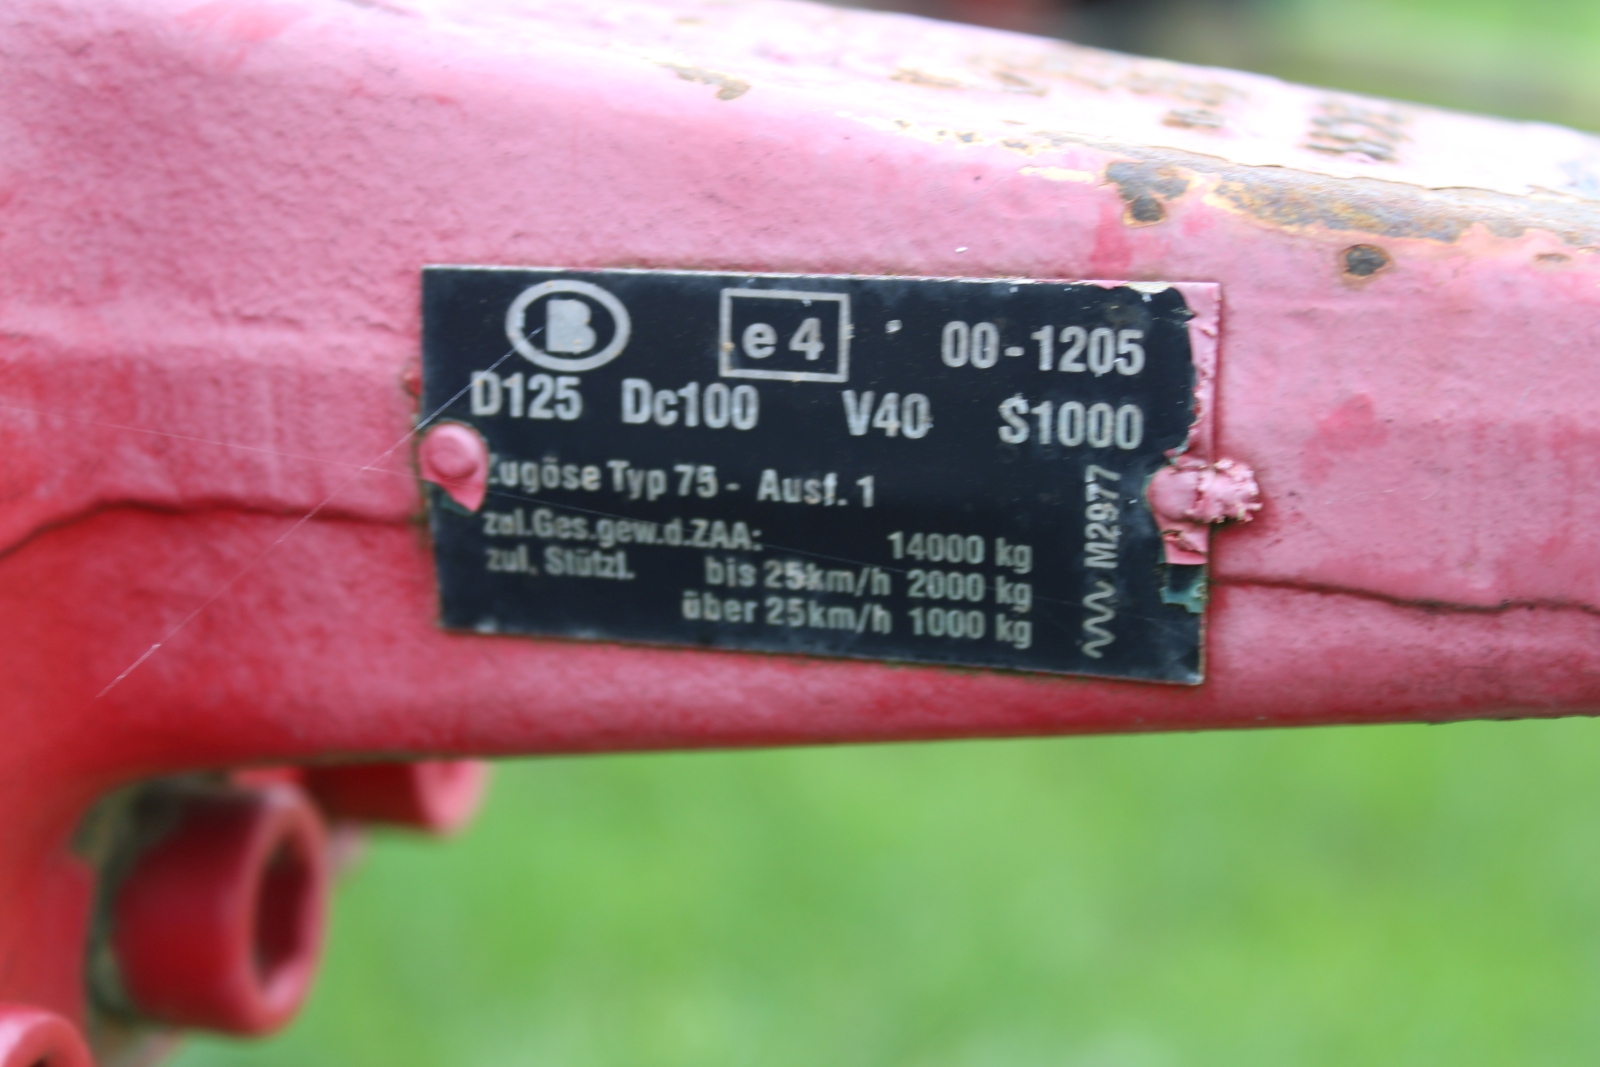 B e4 00-1205
D125 Dc100 V40 S1000
Zugöse Typ 75 - Ausf. 1
zul.Ges.gew.d.ZAA: 14000 kg
zul. Stützl. bis 25km/h 2000 kg
über 25km/h 1000 kg
M2977